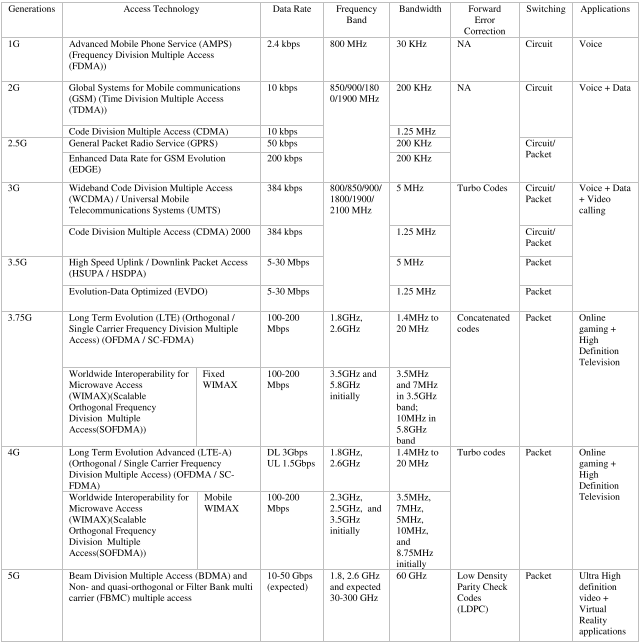 Generations Access Technology Data Rate Frequency Band Bandwidth Forward Error Correction Switching Applications
1G Advanced Mobile Phone Service (AMPS) (Frequency Division Multiple Access (FDMA)) 2.4 kbps 800 MHz 30 KHz NA Circuit Voice
2G Global Systems for Mobile communications (GSM) (Time Division Multiple Access (TDMA)) 10 kbps 850/900/1800/1900 MHz 200 KHz NA Circuit Voice + Data
Code Division Multiple Access (CDMA) 10 kbps 1.25 MHz
2.5G General Packet Radio Service (GPRS) 50 kbps 200 KHz Circuit/ Packet
Enhanced Data Rate for GSM Evolution (EDGE) 200 kbps 200 KHz
3G Wideband Code Division Multiple Access (WCDMA) / Universal Mobile Telecommunications Systems (UMTS) 384 kbps 800/850/900/ 1800/1900/ 2100 MHz 5 MHz Turbo Codes Circuit/ Packet Voice + Data + Video calling
Code Division Multiple Access (CDMA) 2000 384 kbps 1.25 MHz Circuit/ Packet
3.5G High Speed Uplink / Downlink Packet Access (HSUPA / HSDPA) 5-30 Mbps 5 MHz Packet
Evolution-Data Optimized (EVDO) 5-30 Mbps 1.25 MHz Packet
3.75G Long Term Evolution (LTE) (Orthogonal / Single Carrier Frequency Division Multiple Access) (OFDMA / SC-FDMA) 100-200 Mbps 1.8GHz, 2.6GHz 1.4MHz to 20 MHz Concatenated codes Packet Online gaming + High Definition Television
Worldwide Interoperability for Microwave Access (WIMAX)(Scalable Orthogonal Frequency Division Multiple Access(SOFDMA)) Fixed WIMAX 100-200 Mbps 3.5GHz and 5.8GHz initially 3.5MHz and 7MHz in 3.5GHz band; 10MHz in 5.8GHz band
4G Long Term Evolution Advanced (LTE-A) (Orthogonal / Single Carrier Frequency Division Multiple Access) (OFDMA / SC-FDMA) DL 3Gbps UL 1.5Gbps 1.8GHz, 2.6GHz 1.4MHz to 20 MHz Turbo codes Packet Online gaming + High Definition Television
Worldwide Interoperability for Microwave Access (WIMAX)(Scalable Orthogonal Frequency Division Multiple Access(SOFDMA)) Mobile WIMAX 100-200 Mbps 2.3GHz, 2.5GHz, and 3.5GHz initially 3.5MHz, 7MHz, 5MHz, 10MHz, and 8.75MHz initially
5G Beam Division Multiple Access (BDMA) and Non- and quasi-orthogonal or Filter Bank multi carrier (FBMC) multiple access 10-50 Gbps (expected) 1.8, 2.6 GHz and expected 30-300 GHz 60 GHz Low Density Parity Check Codes (LDPC) Packet Ultra High definition video + Virtual Reality applications